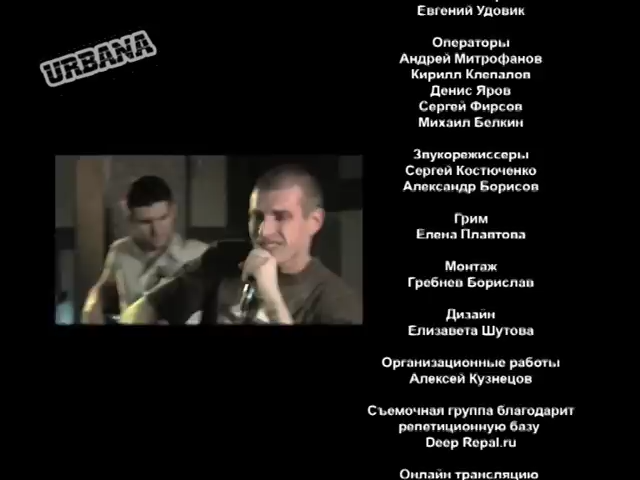 URBANA
Евгений Удовик
Операторы
Андрей Митрофанов
Кирилл Клепалов
Денис Яров
Сергей Фирсов
Михаил Белкин
Звукорежиссеры
Сергей Костюченко
Александр Борисов
Грим
Елена Платова
Монтаж
Гребнев Борислав
Дизайн
Елизавета Шутова
Организационные работы
Алексей Кузнецов
Съемочная группа благодарит
репетиционную базу
Deep Repal.ru
Онлайн трансляцию